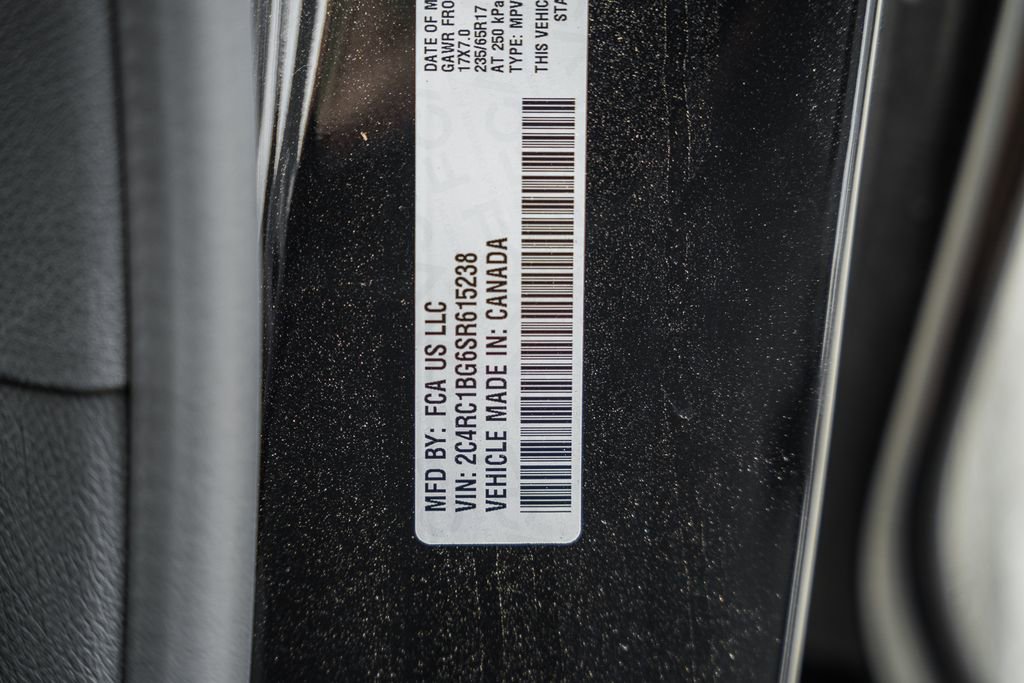 MFD BY: FCA US LLC
DATE OF M
GAWR FRO
VIN: 2C4RC1BG6SR615238
17X7.0
VEHICLE MADE IN: CANADA
235/65R17
AT 250 kPa
TYPE: MPV
THIS VEHIC
STA